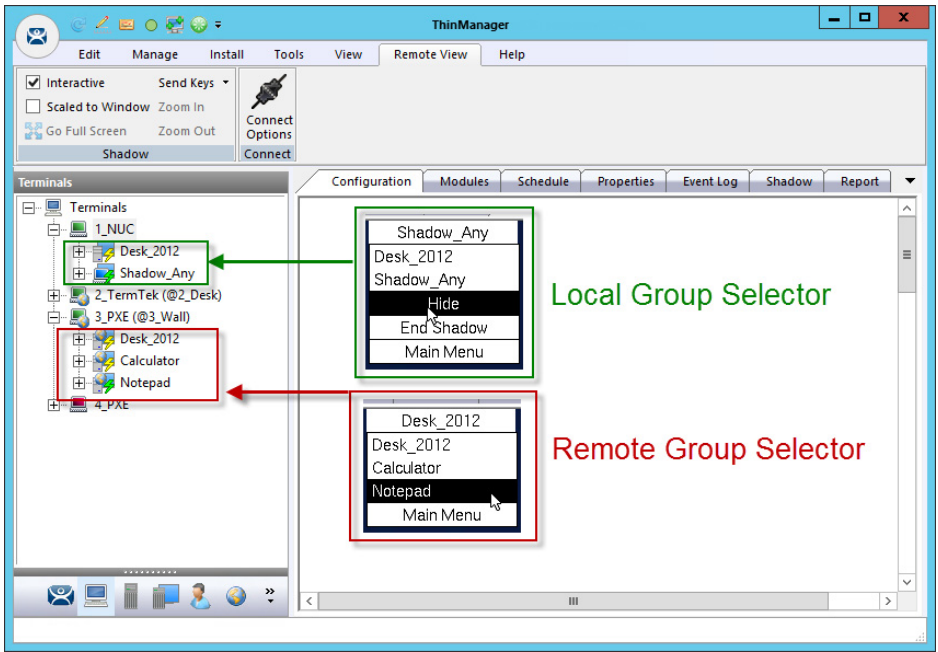 ThinManager
Edit Manage Install Tools View Remote View Help
Interactive Send Keys
Scaled to Window Zoom In
Go Full Screen Zoom Out
Connect Options
Shadow Connect
Terminals
Configuration Modules Schedule Properties Event Log Shadow Report
Terminals
1_NUC
Desk_2012
Shadow_Any
2_TermTek (@2_Desk)
3_PXE (@3_Wall)
Desk_2012
Calculator
Notepad
4_PXE
Shadow_Any
Desk_2012
Shadow_Any
Hide
End Shadow
Main Menu
Local Group Selector
Desk_2012
Desk_2012
Calculator
Notepad
Main Menu
Remote Group Selector